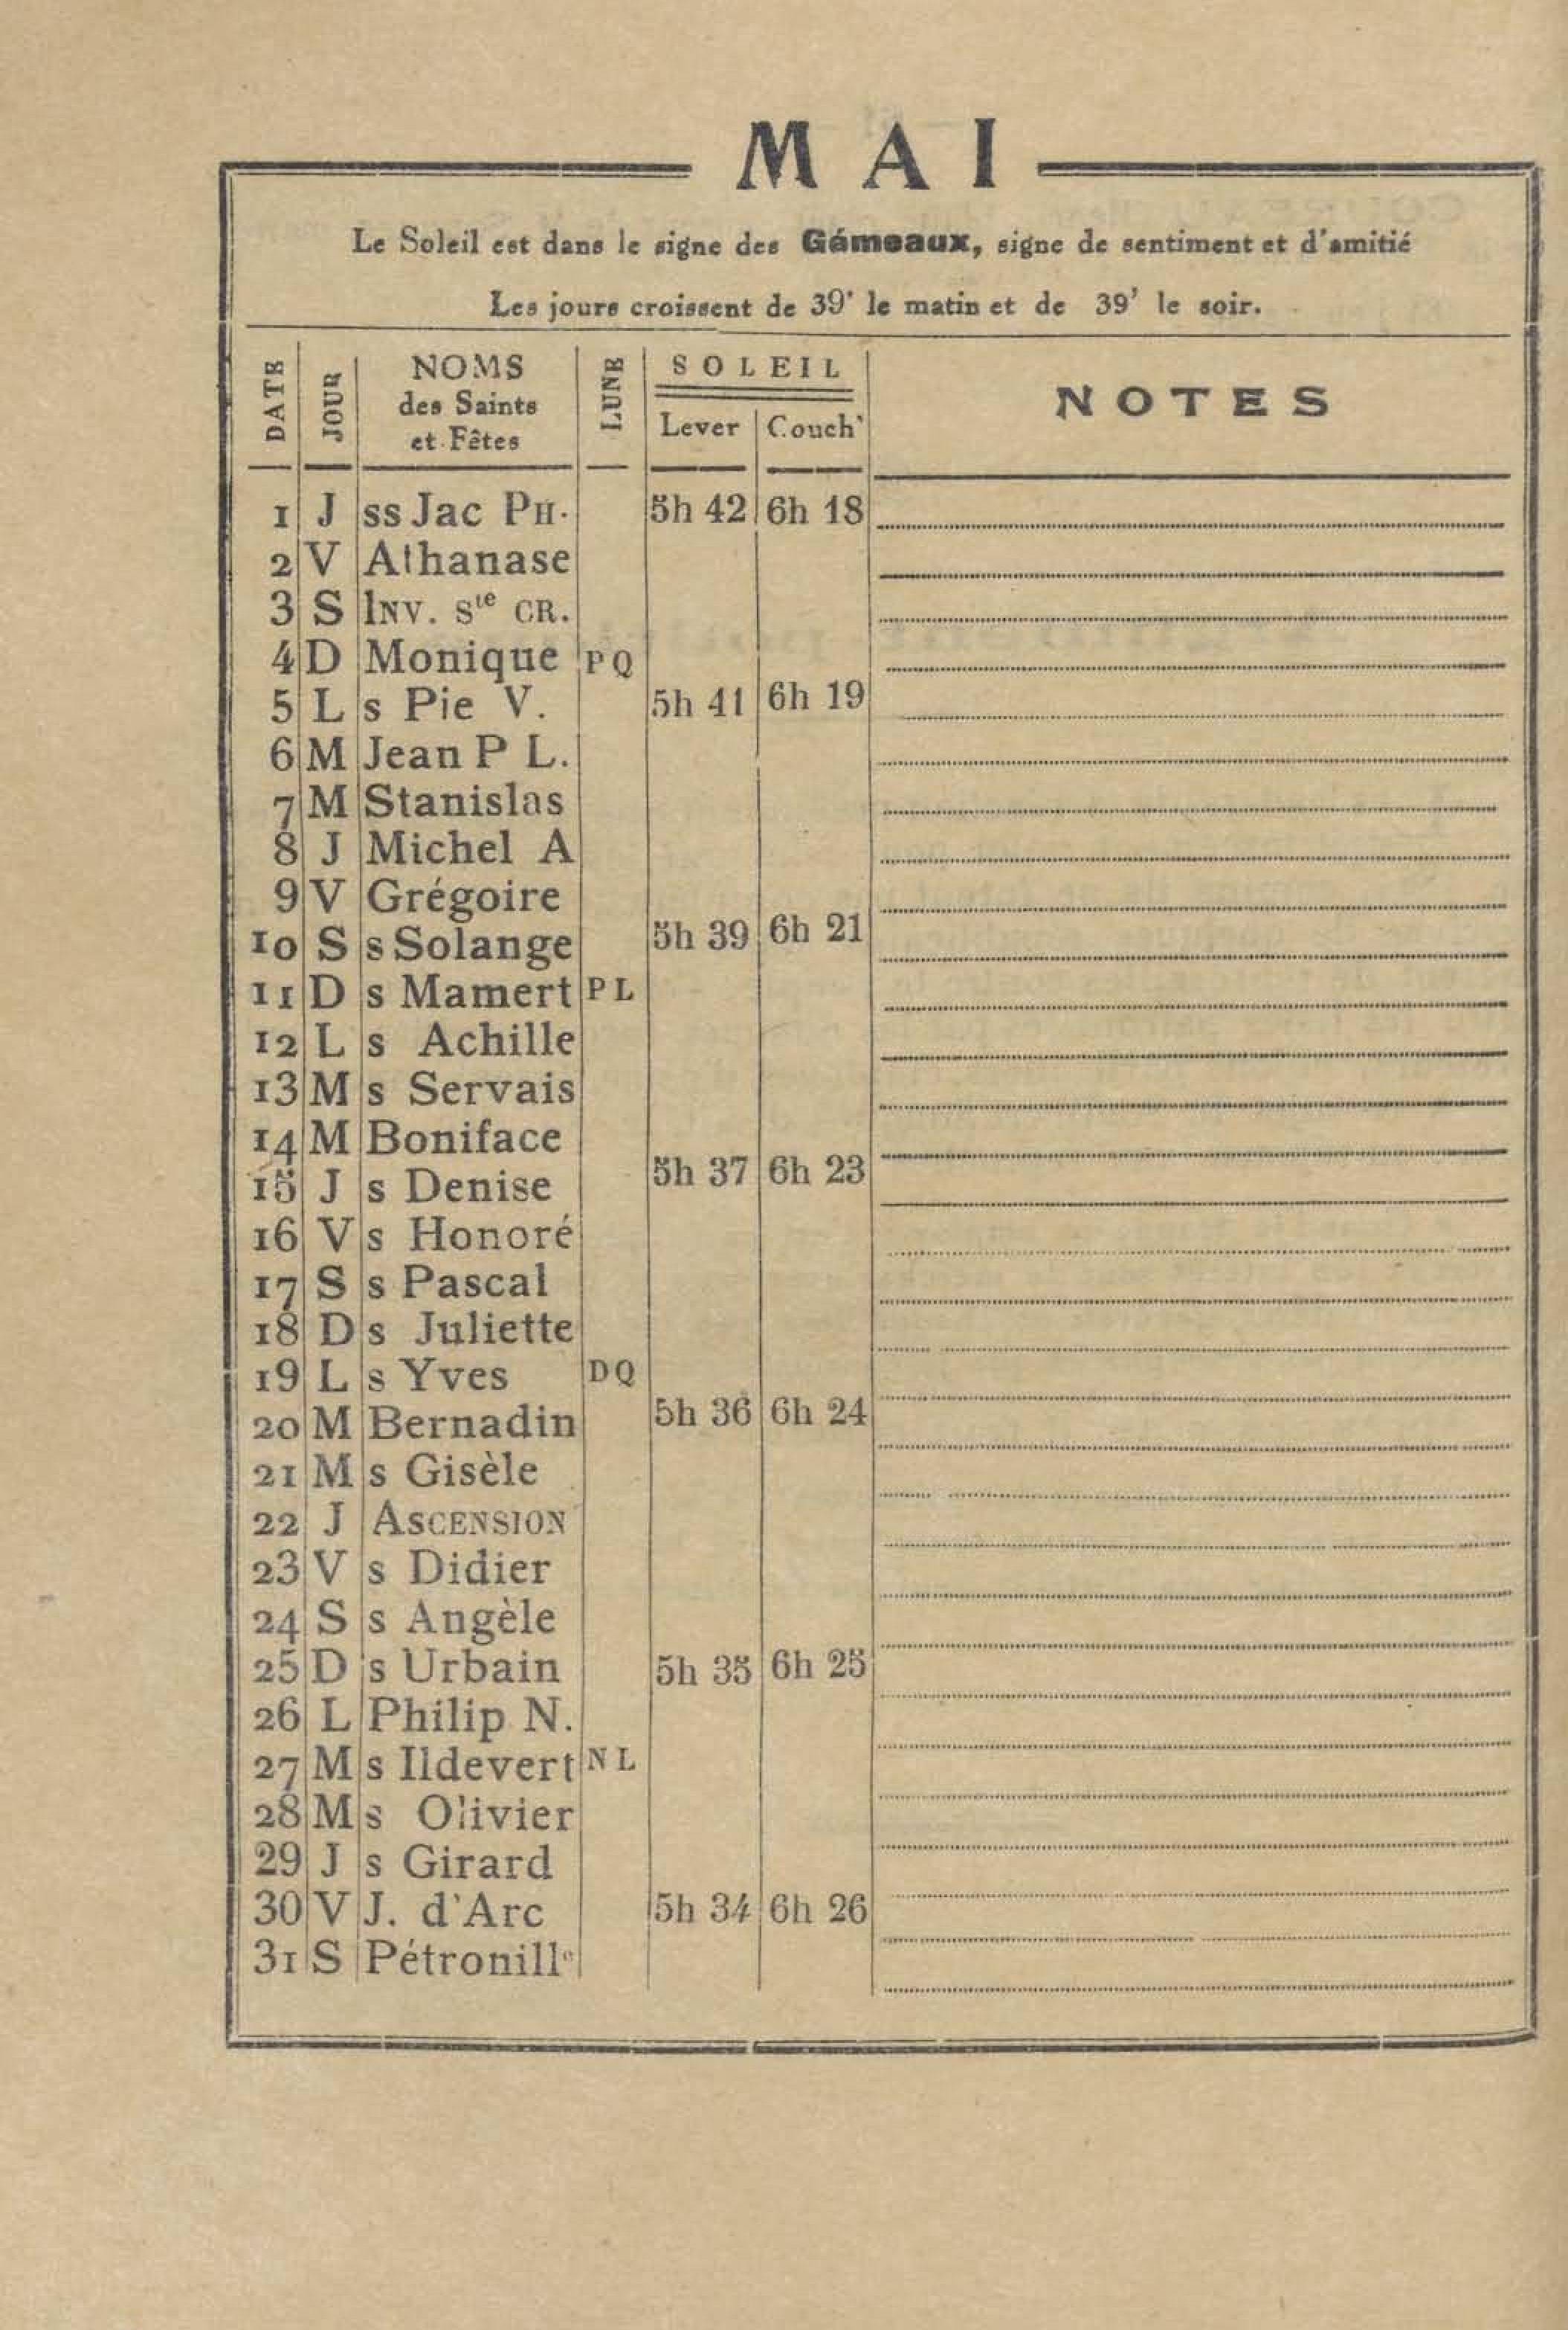 MAI
Le Soleil est dans le signe des Gémeaux, signe de sentiment et d'amitié
Les jours croissent de 39' le matin et de 39' le soir.
DATE JOUR NOMS des Saints et Fêtes LUNE SOLEIL Lever Couch' NOTES
1 J ss Jac PH. 5h 42 6h 18
2 V Athanase
3 S INV. Ste CR.
4 D Monique PQ
5 L s Pie V. 5h 41 6h 19
6 M Jean P L.
7 M Stanislas
8 J Michel A
9 V Grégoire
10 S s Solange 5h 39 6h 21
11 D s Mamert PL
12 L s Achille
13 M s Servais
14 M Boniface
15 J s Denise 5h 37 6h 23
16 V s Honoré
17 S s Pascal
18 D s Juliette
19 L s Yves DQ
20 M Bernadin 5h 36 6h 24
21 M s Gisèle
22 J ASCENSION
23 V s Didier
24 S s Angèle
25 D s Urbain 5h 35 6h 25
26 L Philip N.
27 M s Ildevert NL
28 M s Olivier
29 J s Girard
30 V J. d'Arc 5h 34 6h 26
31 S Pétronille